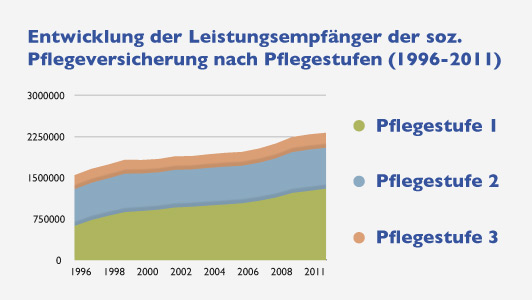 Entwicklung der Leistungsempfänger der soz.
Pflegeversicherung nach Pflegestufen (1996-2011)
3000000
2250000
1500000
750000
0
1996 1998 2000 2002 2004 2006 2008 2011
Pflegestufe 1
Pflegestufe 2
Pflegestufe 3